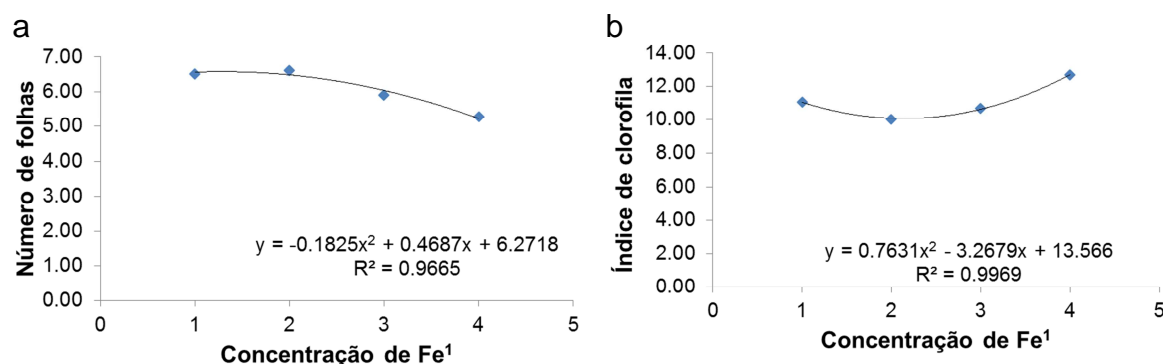 a
Número de folhas
7.00
6.00
5.00
4.00
3.00
2.00
1.00
0.00
y = -0.1825x² + 0.4687x + 6.2718
R² = 0.9665
0 1 2 3 4 5
Concentração de Fe¹
b
Índice de clorofila
14.00
12.00
10.00
8.00
6.00
4.00
2.00
0.00
y = 0.7631x² - 3.2679x + 13.566
R² = 0.9969
0 1 2 3 4 5
Concentração de Fe¹